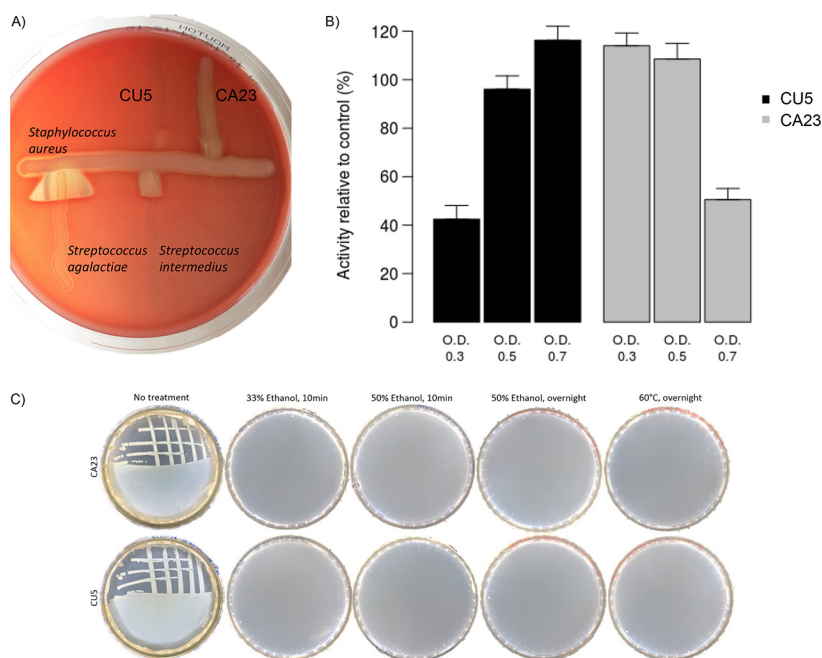 A)
MOUTON
CU5
CA23
Staphylococcus
aureus
Streptococcus
agalactiae
Streptococcus
intermedius
B)
Activity relative to control (%)
120
100
80
60
40
20
0
O.D.
0.3
O.D.
0.5
O.D.
0.7
O.D.
0.3
O.D.
0.5
O.D.
0.7
CU5
CA23
C)
No treatment
33% Ethanol, 10min
50% Ethanol, 10min
50% Ethanol, overnight
60°C, overnight
CA23
CU5